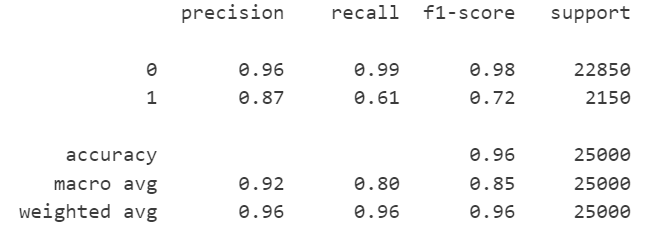 precision recall f1-score support
0 0.96 0.99 0.98 22850
1 0.87 0.61 0.72 2150
accuracy 0.96 25000
macro avg 0.92 0.80 0.85 25000
weighted avg 0.96 0.96 0.96 25000